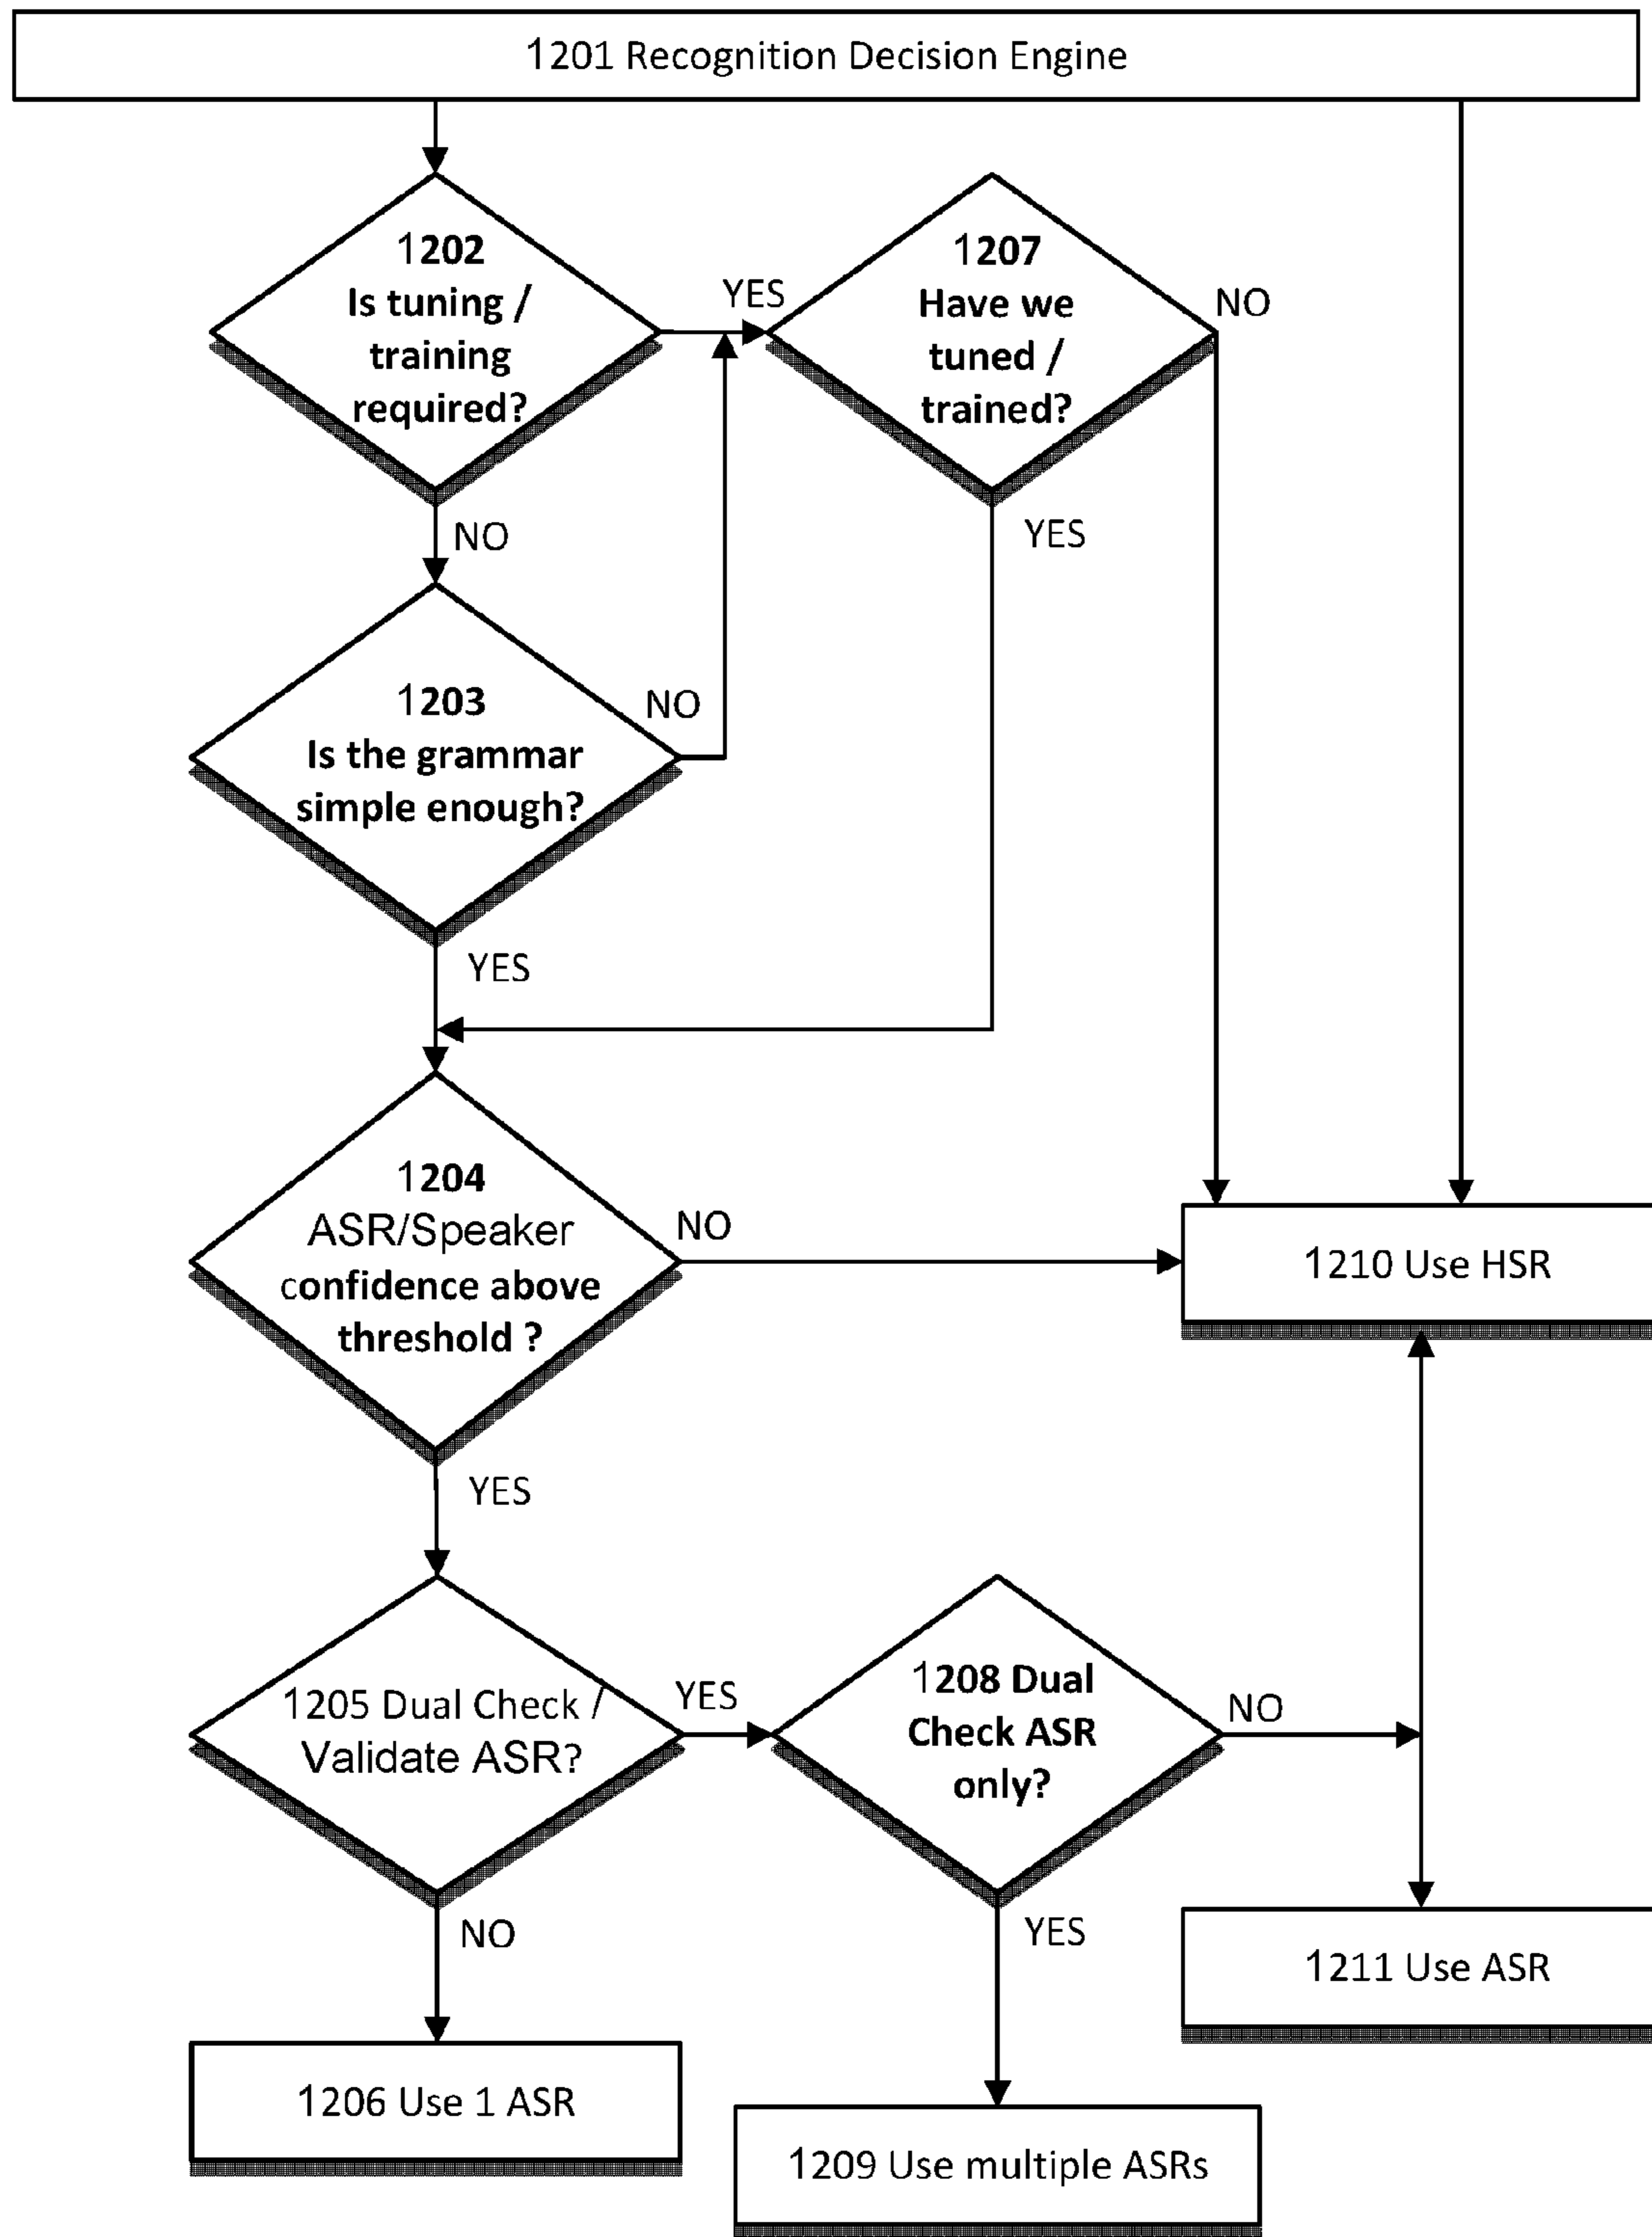 1201 Recognition Decision Engine
1202
Is tuning /
training
required?
YES
1207
Have we
tuned /
trained?
NO
NO
YES
1203
Is the grammar
simple enough?
NO
YES
1204
ASR/Speaker
confidence above
threshold ?
NO
1210 Use HSR
YES
1205 Dual Check /
Validate ASR?
YES
1208 Dual
Check ASR
only?
NO
NO
YES
1211 Use ASR
1206 Use 1 ASR
1209 Use multiple ASRs